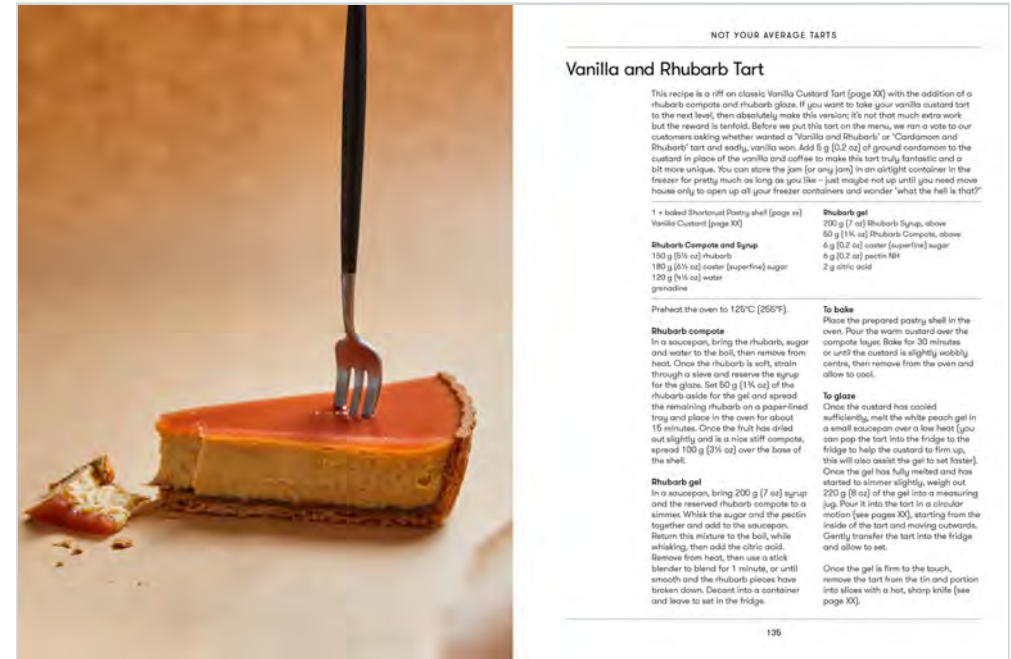 NOT YOUR AVERAGE TARTS
Vanilla and Rhubarb Tart
This recipe is a riff on classic Vanilla Custard Tart (page XX) with the addition of a
rhubarb compote and rhubarb glaze. If you want to take your vanilla custard tart
to the next level, then absolutely make this version; it's not that much extra work
but the reward is tenfold. Before we put this tart on the menu, we ran a vote to our
customers asking whether wanted a 'Vanilla and Rhubarb' or 'Cardamom and
Rhubarb' tart and sadly, vanilla won. Add 5 g (0.2 oz) of ground cardamom to the
custard in place of the vanilla and coffee to make this tart truly fantastic and a
bit more unique. You can store the jam (or any jam) in an airtight container in the
freezer for pretty much as long as you like – just maybe not up until you need move
house only to open up all your freezer containers and wonder 'what the hell is that?'
1 × baked Shortcrust Pastry shell (page xx)
Vanilla Custard (page XX)
Rhubarb Compote and Syrup
150 g (5½ oz) rhubarb
180 g (6½ oz) caster (superfine) sugar
120 g (4½ oz) water
grenadine
Rhubarb gel
200 g (7 oz) Rhubarb Syrup, above
50 g (1¾ oz) Rhubarb Compote, above
6 g (0.2 oz) caster (superfine) sugar
6 g (0.2 oz) pectin NH
2 g citric acid
Preheat the oven to 125°C (255°F).
Rhubarb compote
In a saucepan, bring the rhubarb, sugar
and water to the boil, then remove from
heat. Once the rhubarb is soft, strain
through a sieve and reserve the syrup
for the glaze. Set 50 g (1¾ oz) of the
rhubarb aside for the gel and spread
the remaining rhubarb on a paper-lined
tray and place in the oven for about
15 minutes. Once the fruit has dried
out slightly and is a nice stiff compote,
spread 100 g (3½ oz) over the base of
the shell.
Rhubarb gel
In a saucepan, bring 200 g (7 oz) syrup
and the reserved rhubarb compote to a
simmer. Whisk the sugar and the pectin
together and add to the saucepan.
Return this mixture to the boil, while
whisking, then add the citric acid.
Remove from heat, then use a stick
blender to blend for 1 minute, or until
smooth and the rhubarb pieces have
broken down. Decant into a container
and leave to set in the fridge.
To bake
Place the prepared pastry shell in the
oven. Pour the warm custard over the
compote layer. Bake for 30 minutes
or until the custard is slightly wobbly
centre, then remove from the oven and
allow to cool.
To glaze
Once the custard has cooled
sufficiently, melt the white peach gel in
a small saucepan over a low heat (you
can pop the tart into the fridge to the
fridge to help the custard to firm up,
this will also assist the gel to set faster).
Once the gel has fully melted and has
started to simmer slightly, weigh out
220 g (8 oz) of the gel into a measuring
jug. Pour it into the tart in a circular
motion (see pages XX), starting from the
inside of the tart and moving outwards.
Gently transfer the tart into the fridge
and allow to set.
Once the gel is firm to the touch,
remove the tart from the tin and portion
into slices with a hot, sharp knife (see
page XX).
135